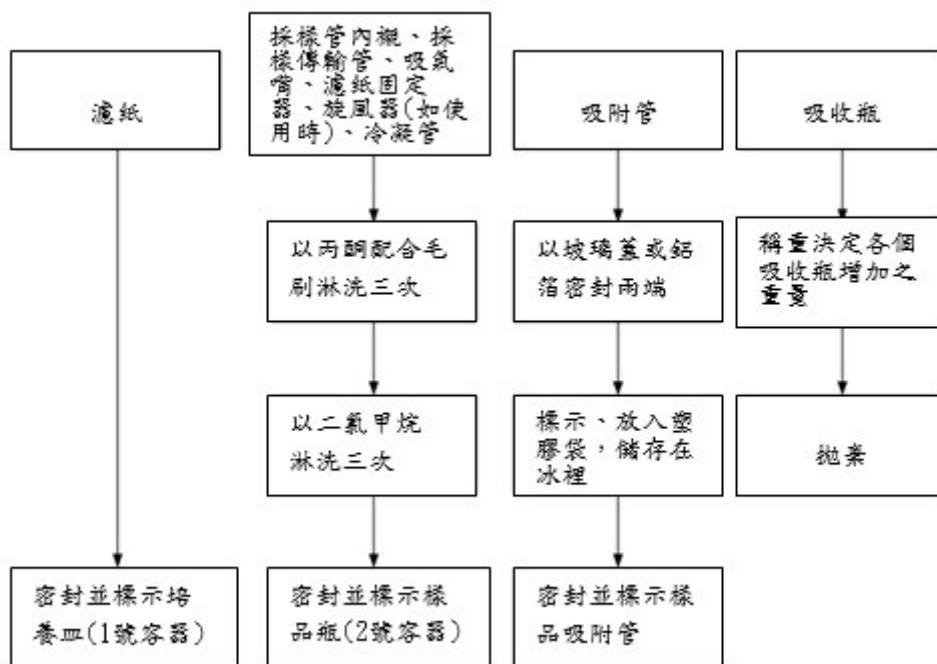 濾紙
採樣管內襯、採
樣傳輸管、吸氣
嘴、濾紙固定
器、旋風器(如使
用時)、冷凝管
吸附管
吸收瓶
以丙酮配合毛
刷淋洗三次
以玻璃蓋或鋁
箔密封兩端
稱重決定各個
吸收瓶增加之
重量
以二氯甲烷
淋洗三次
標示、放入塑
膠袋，儲存在
冰裡
拋棄
密封並標示培
養皿(1號容器)
密封並標示樣
品瓶(2號容器)
密封並標示樣
品吸附管